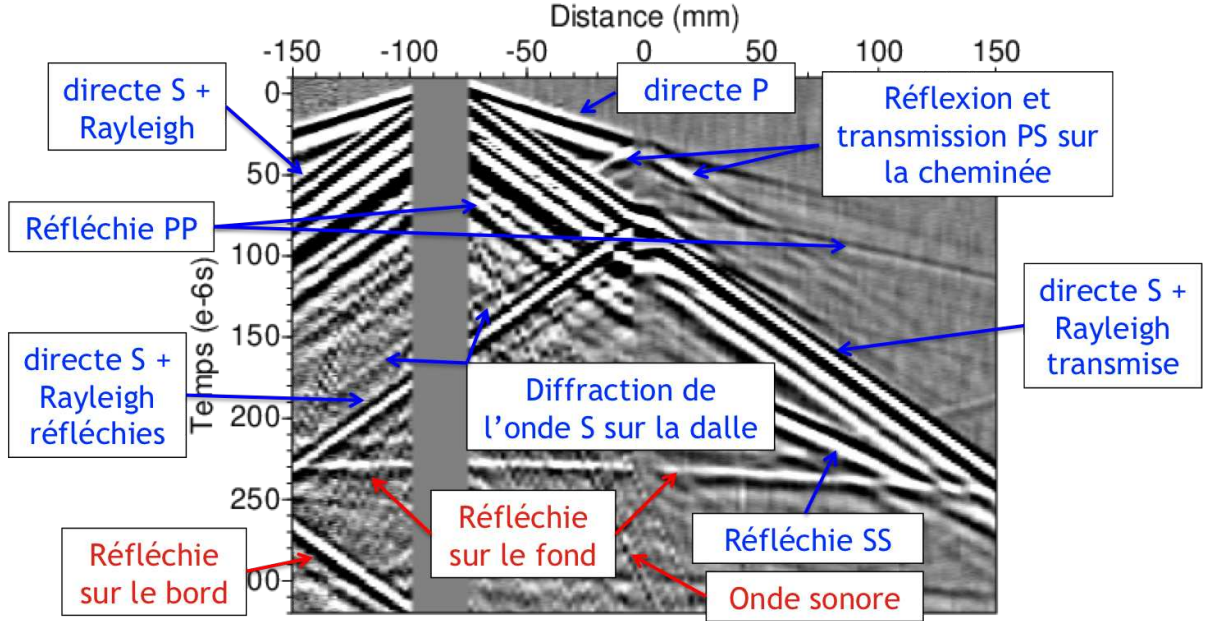 Distance (mm)
-150 -100 -50 0 50 100 150
directe S +
Rayleigh
directe P
Réflexion et
transmission PS sur
la cheminée
Réfléchie PP
directe S +
Rayleigh
transmise
directe S +
Rayleigh
réfléchies
Diffraction de
l'onde S sur la dalle
Réfléchie
sur le fond
Réfléchie SS
Réfléchie
sur le bord
Onde sonore
Temps (e-6s)
0
50
100
150
200
250
00